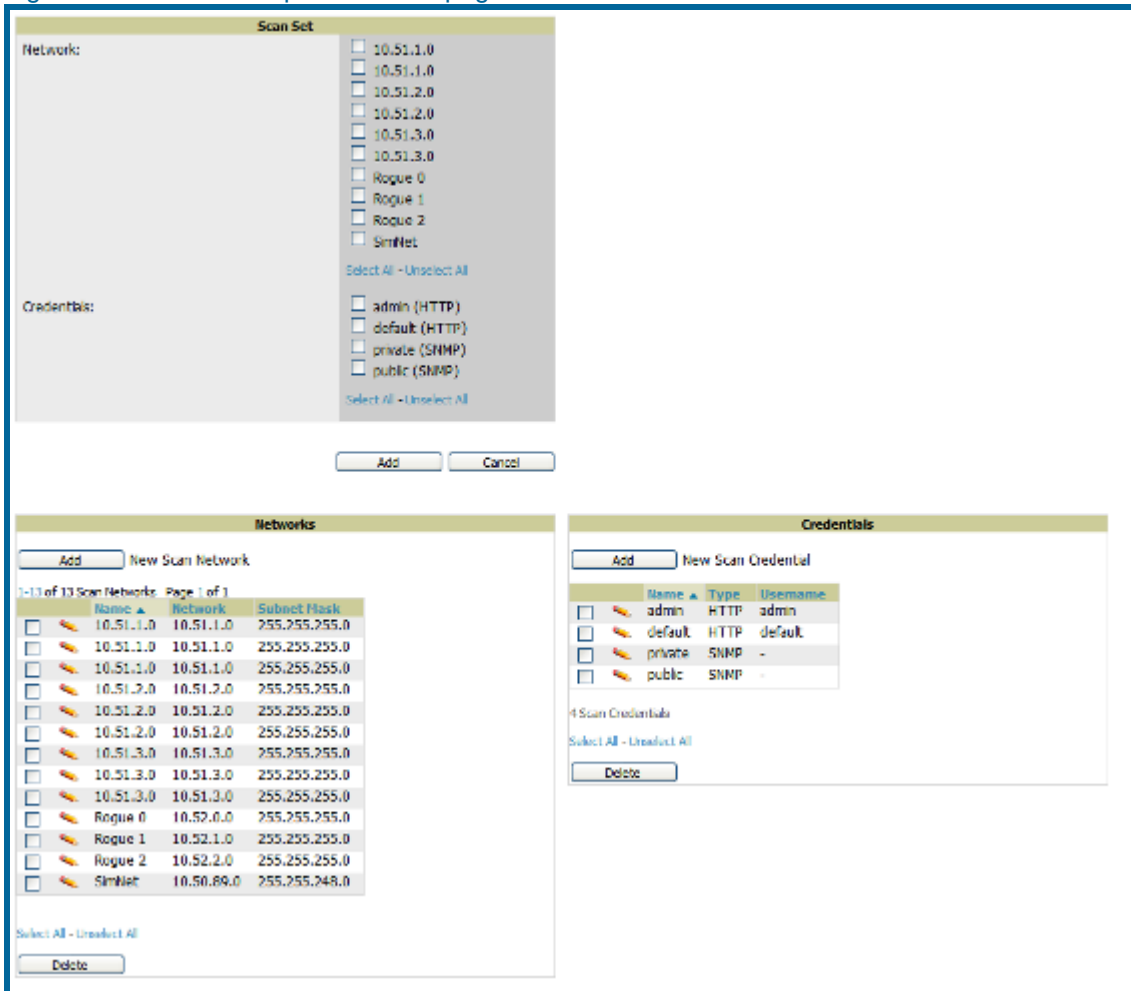 Scan Set
Network:
10.51.1.0
10.51.1.0
10.51.2.0
10.51.2.0
10.51.3.0
10.51.3.0
Rogue 0
Rogue 1
Rogue 2
SimNet
Select All - Unselect All
Credentials:
admin (HTTP)
default (HTTP)
private (SNMP)
public (SNMP)
Select All - Unselect All
Add Cancel
Networks
Add New Scan Network
1-13 of 13 Scan Networks Page 1 of 1
Name ▲ Network Subnet Mask
10.51.1.0 10.51.1.0 255.255.255.0
10.51.1.0 10.51.1.0 255.255.255.0
10.51.1.0 10.51.1.0 255.255.255.0
10.51.2.0 10.51.2.0 255.255.255.0
10.51.2.0 10.51.2.0 255.255.255.0
10.51.2.0 10.51.2.0 255.255.255.0
10.51.3.0 10.51.3.0 255.255.255.0
10.51.3.0 10.51.3.0 255.255.255.0
10.51.3.0 10.51.3.0 255.255.255.0
Rogue 0 10.52.0.0 255.255.255.0
Rogue 1 10.52.1.0 255.255.255.0
Rogue 2 10.52.2.0 255.255.255.0
SimNet 10.50.89.0 255.255.248.0
Select All - Unselect All
Delete
Credentials
Add New Scan Credential
Name ▲ Type Username
admin HTTP admin
default HTTP default
private SNMP -
public SNMP -
4 Scan Credentials
Select All - Unselect All
Delete